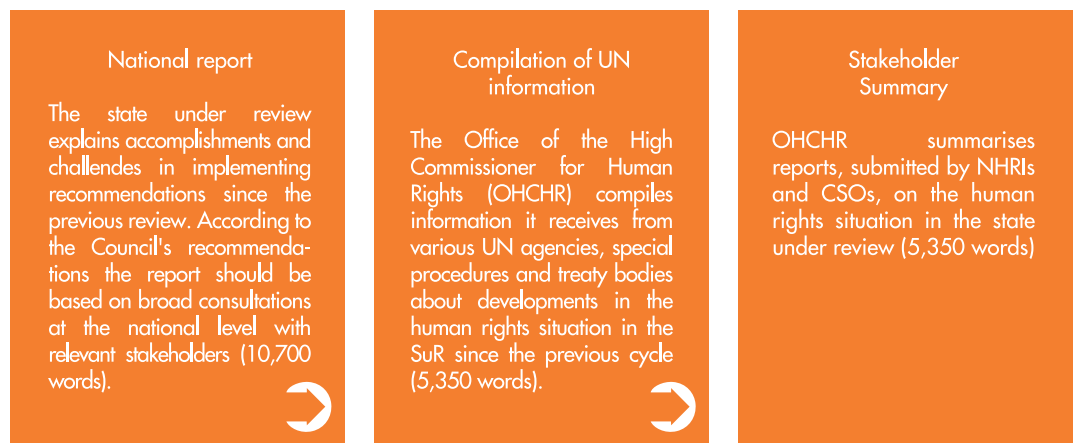 National report
The state under review
explains accomplishments and
challendes in implementing
recommendations since the
previous review. According to
the Council's recommenda-
tions the report should be
based on broad consultations
at the national level with
relevant stakeholders (10,700
words).
Compilation of UN
information
The Office of the High
Commissioner for Human
Rights (OHCHR) compiles
information it receives from
various UN agencies, special
procedures and treaty bodies
about developments in the
human rights situation in the
SuR since the previous cycle
(5,350 words).
Stakeholder
Summary
OHCHR summarises
reports, submitted by NHRIs
and CSOs, on the human
rights situation in the state
under review (5,350 words)